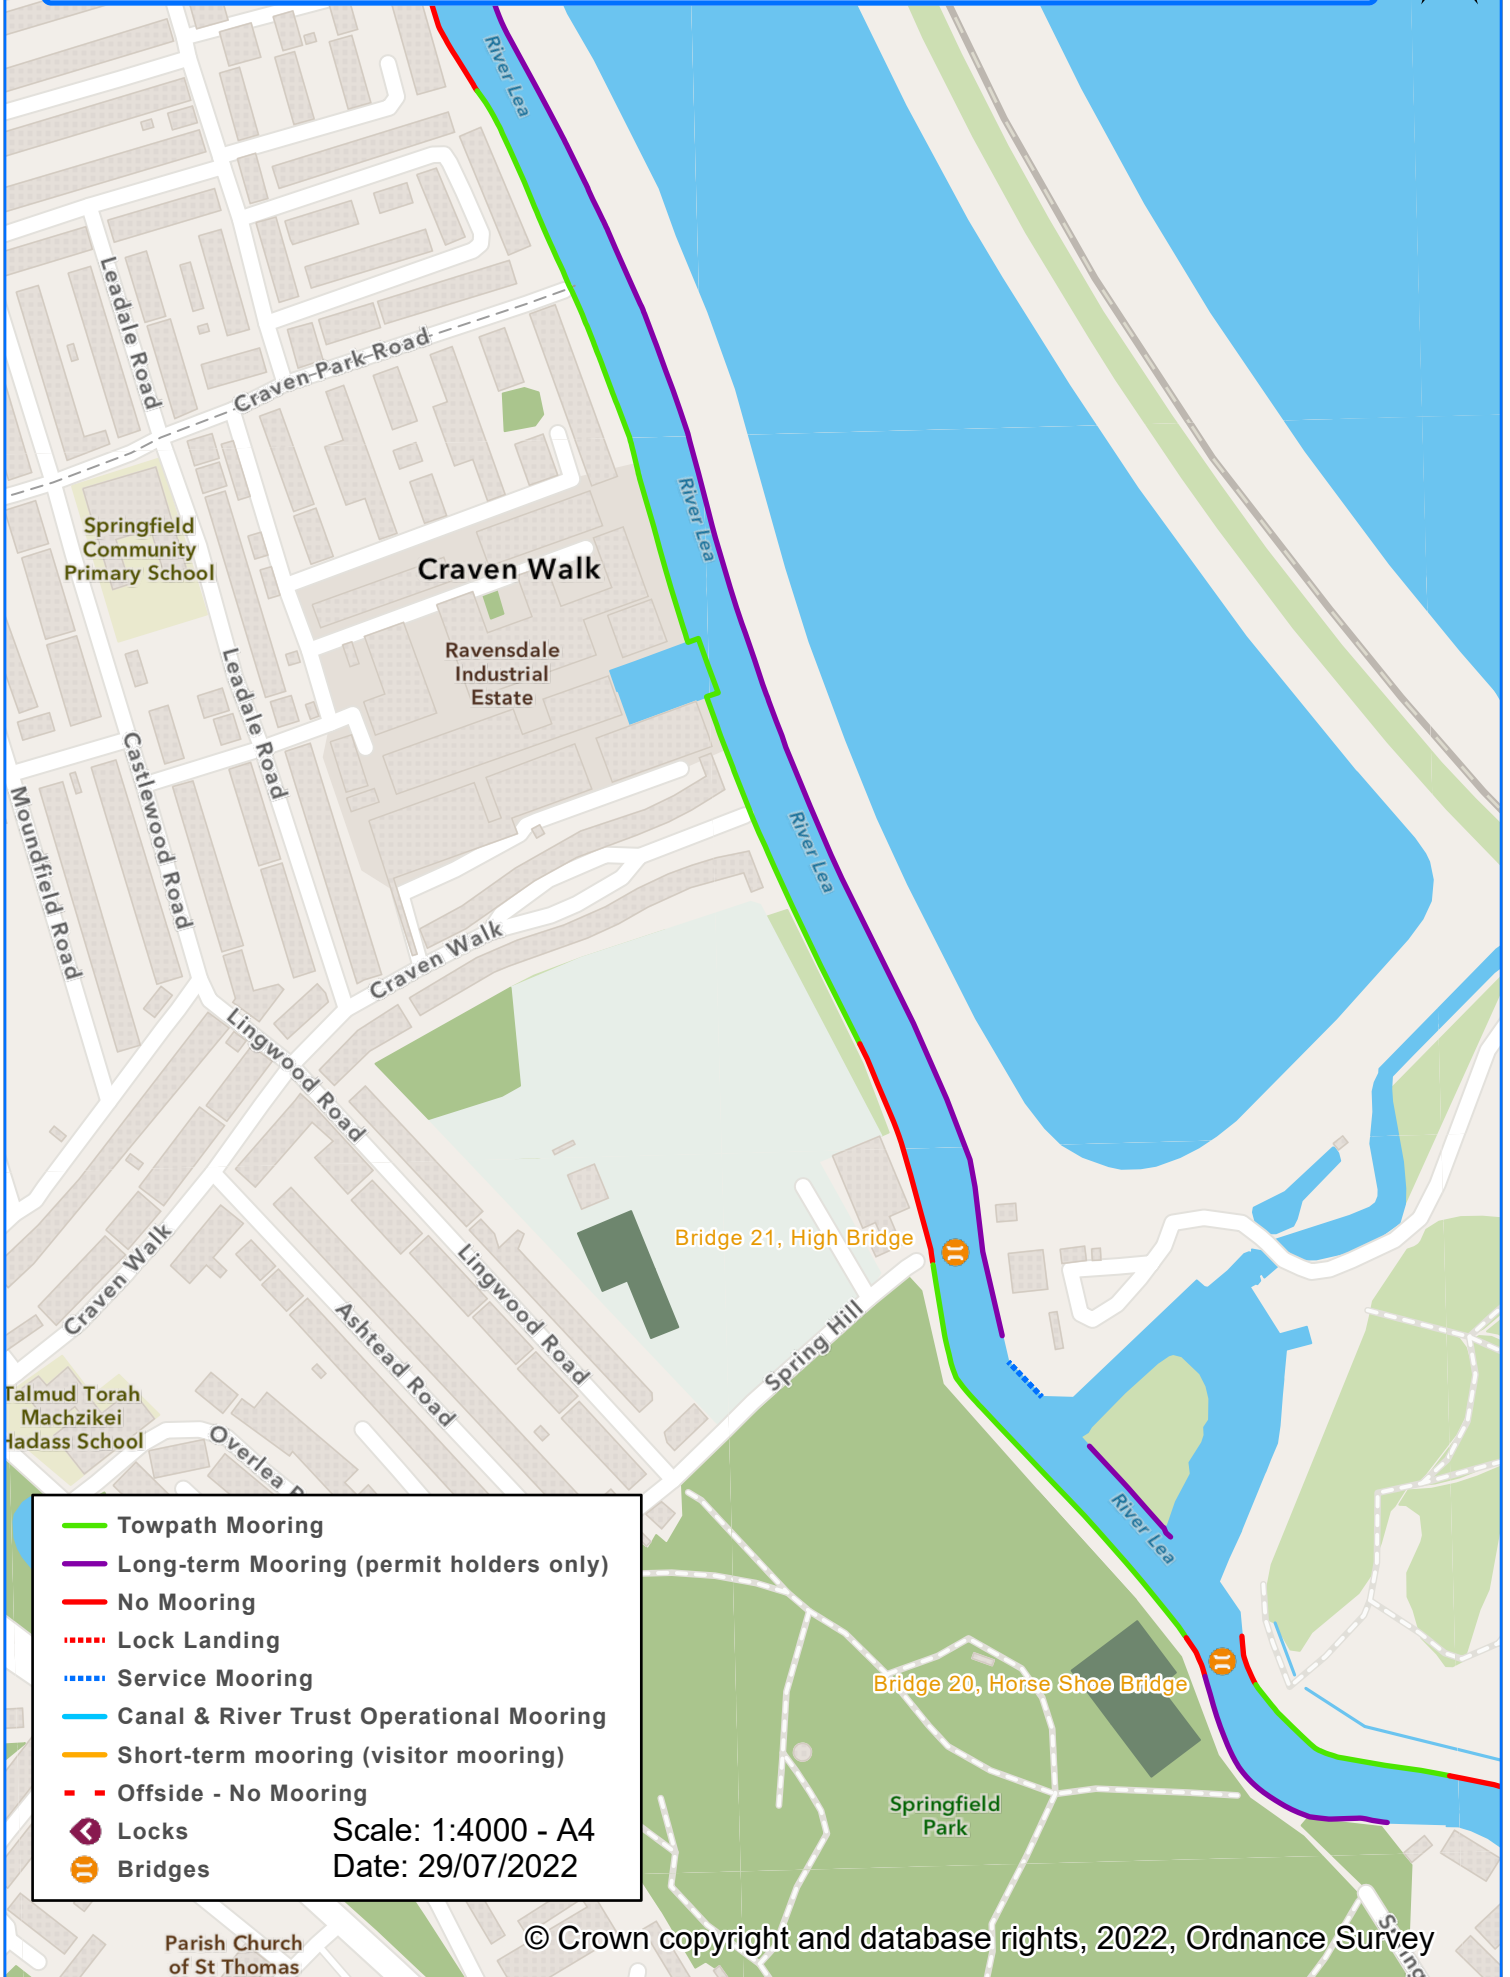 River Lea
Leadale Road
Craven Park Road
River Lea
Springfield
Community
Primary School
Craven Walk
Ravensdale
Industrial
Estate
Leadale Road
Castlewood Road
Moundfield Road
River Lea
Craven Walk
Lingwood Road
Craven Walk
Bridge 21, High Bridge
Lingwood Road
Ashtead Road
Spring Hill
Talmud Torah
Machzikei
Hadass School
Overlea R
River Lea
Bridge 20, Horse Shoe Bridge
Springfield
Park
Towpath Mooring
Long-term Mooring (permit holders only)
No Mooring
Lock Landing
Service Mooring
Canal & River Trust Operational Mooring
Short-term mooring (visitor mooring)
Offside - No Mooring
Locks
Bridges
Scale: 1:4000 - A4
Date: 29/07/2022
Parish Church
of St Thomas
© Crown copyright and database rights, 2022, Ordnance Survey